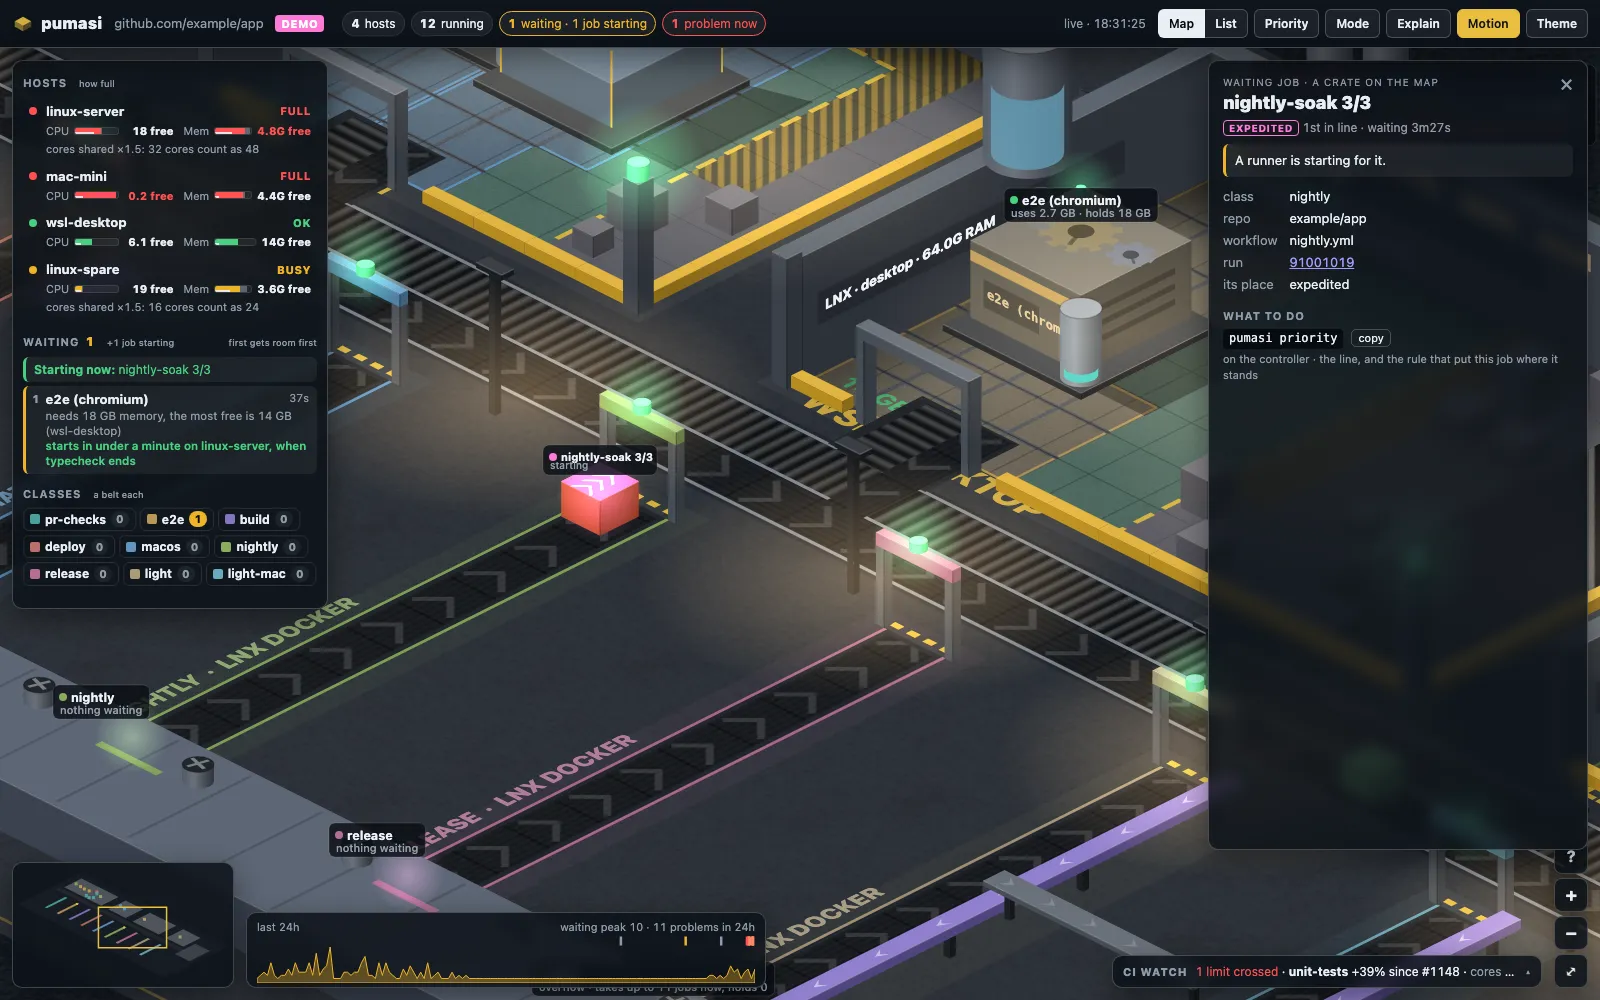 pumasi github.com/example/app DEMO 4 hosts 12 running 1 waiting · 1 job starting 1 problem now live · 18:31:25 Map List Priority Mode Explain Motion Theme
HOSTS how full
linux-server FULL
CPU 18 free Mem 4.8G free
cores shared ×1.5: 32 cores count as 48
mac-mini FULL
CPU 0.2 free Mem 4.4G free
wsl-desktop OK
CPU 6.1 free Mem 14G free
linux-spare BUSY
CPU 19 free Mem 3.6G free
cores shared ×1.5: 16 cores count as 24
WAITING 1 +1 job starting first gets room first
Starting now: nightly-soak 3/3
1 e2e (chromium) 37s
needs 18 GB memory, the most free is 14 GB
(wsl-desktop)
starts in under a minute on linux-server, when
typecheck ends
CLASSES a belt each
pr-checks 0 e2e 1 build 0
deploy 0 macos 0 nightly 0
release 0 light 0 light-mac 0
e2e (chromium)
uses 2.7 GB · holds 18 GB
LNX · desktop · 64.0G RAM
e2e (chrom
nightly-soak 3/3
starting
HTLY · LNX DOCKER
nightly
nothing waiting
EASE · LNX DOCKER
release
nothing waiting
X DOCKER
WAITING JOB · A CRATE ON THE MAP
nightly-soak 3/3
EXPEDITED 1st in line · waiting 3m27s
A runner is starting for it.
class nightly
repo example/app
workflow nightly.yml
run 91001019
its place expedited
WHAT TO DO
pumasi priority copy
on the controller · the line, and the rule that put this job where it
stands
last 24h waiting peak 10 · 11 problems in 24h
CI WATCH 1 limit crossed · unit-tests +39% since #1148 · cores ...
?
+
−